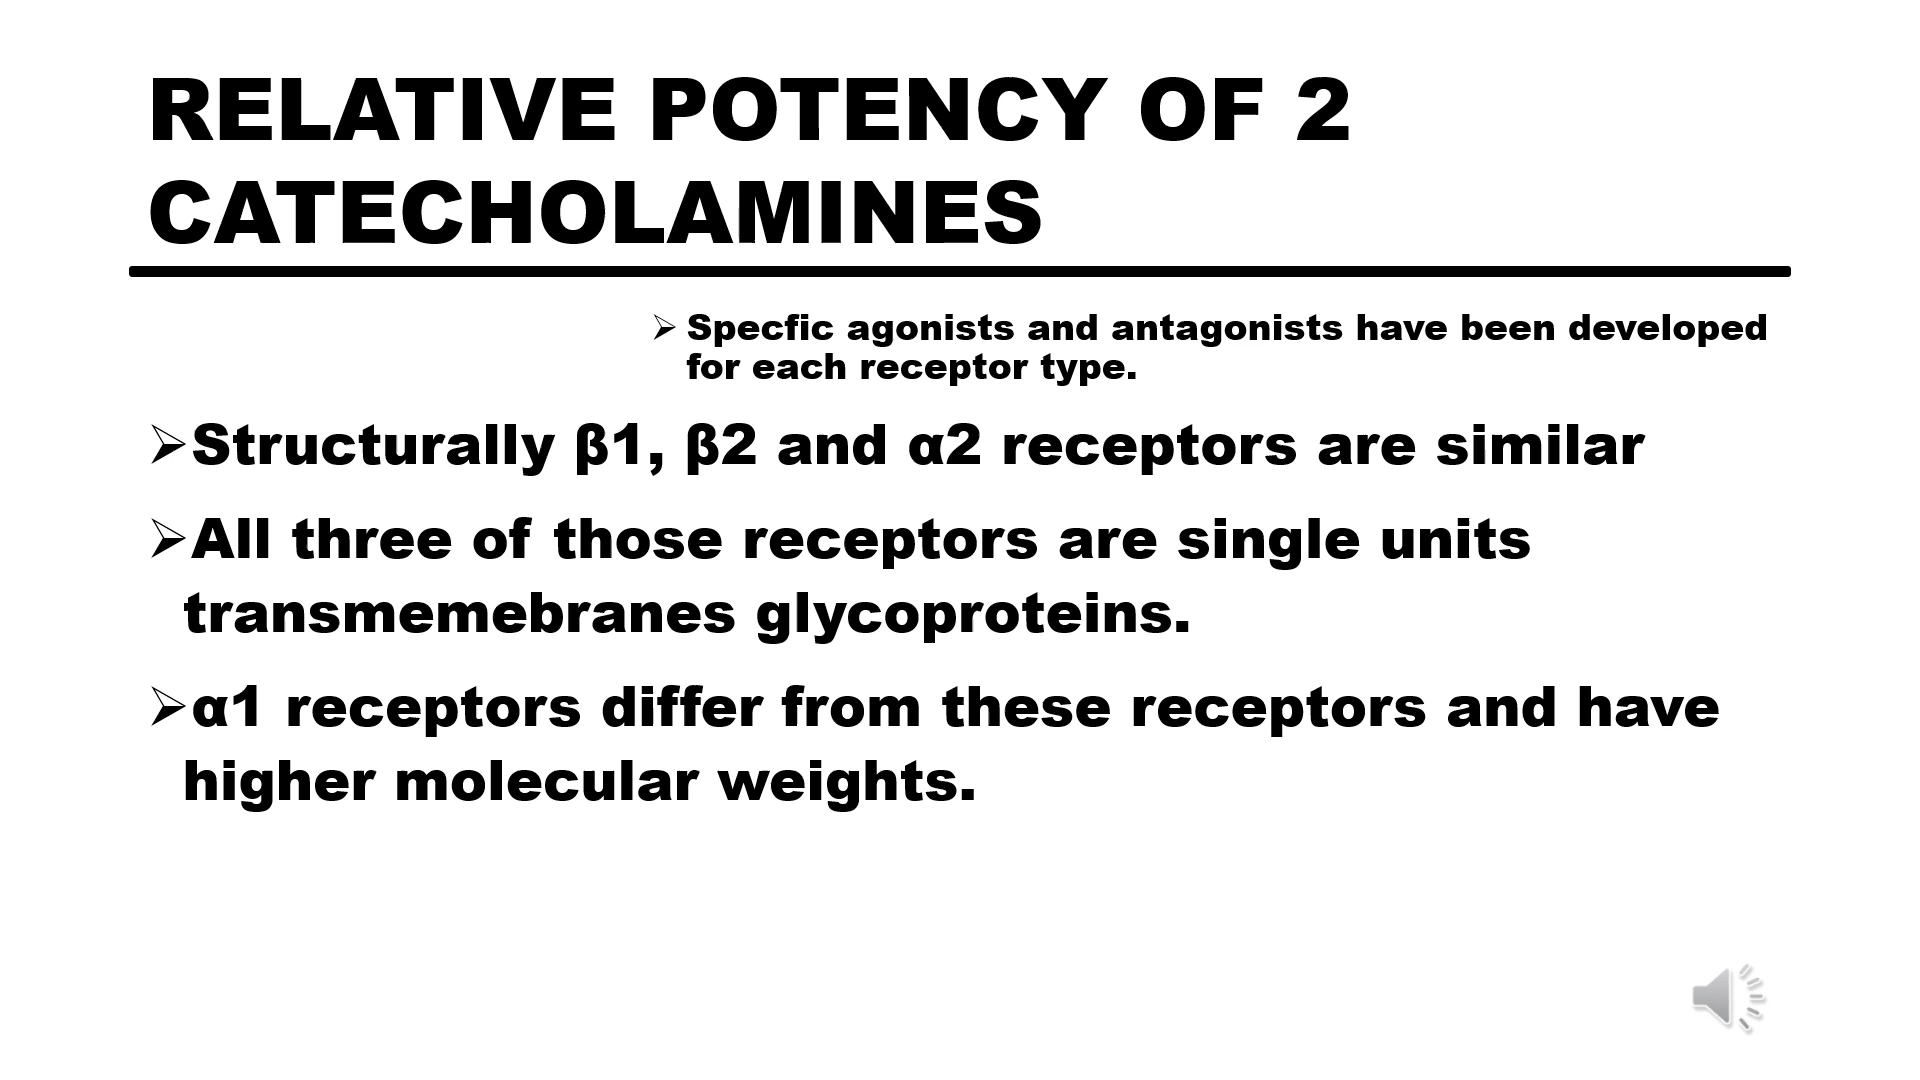 RELATIVE POTENCY OF 2
CATECHOLAMINES
➢ Specfic agonists and antagonists have been developed
for each receptor type.
➢Structurally β1, β2 and α2 receptors are similar
➢All three of those receptors are single units
transmemebranes glycoproteins.
➢α1 receptors differ from these receptors and have
higher molecular weights.